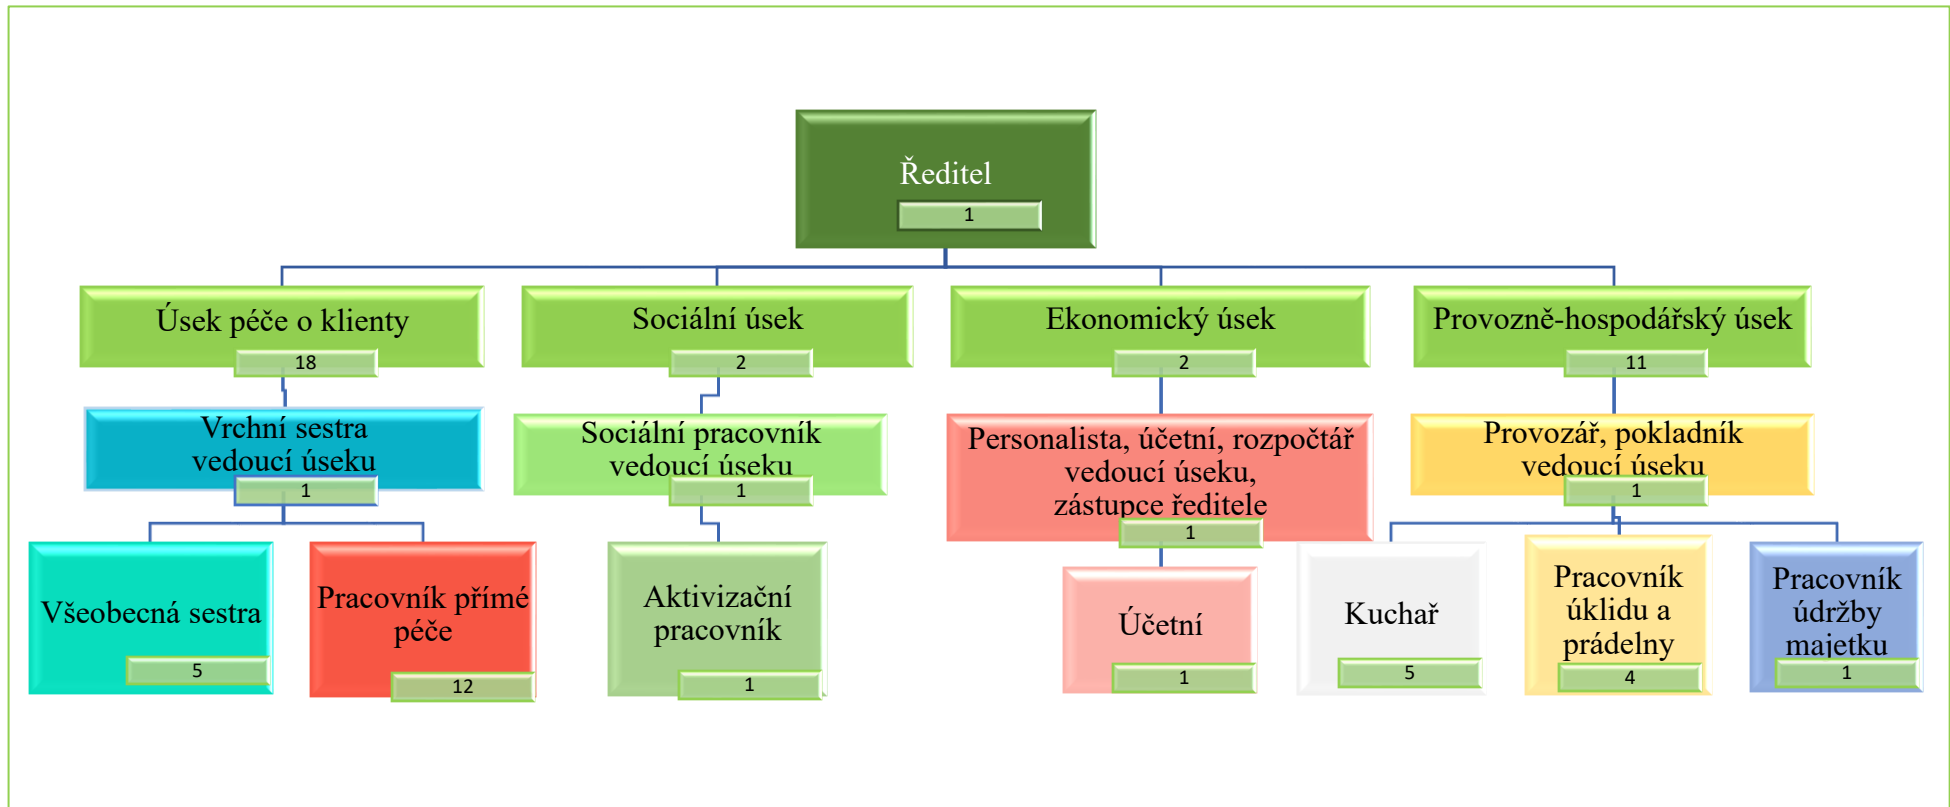 Ředitel
1
Úsek péče o klienty
18
Sociální úsek
2
Ekonomický úsek
2
Provozně-hospodářský úsek
11
Vrchní sestra
vedoucí úseku
1
Sociální pracovník
vedoucí úseku
1
Personalista, účetní, rozpočtář
vedoucí úseku,
zástupce ředitele
1
Provozář, pokladník
vedoucí úseku
1
Všeobecná sestra
5
Pracovník přímé
péče
12
Aktivizační
pracovník
1
Účetní
1
Kuchař
5
Pracovník
úklidu a
prádelny
4
Pracovník
údržby
majetku
1